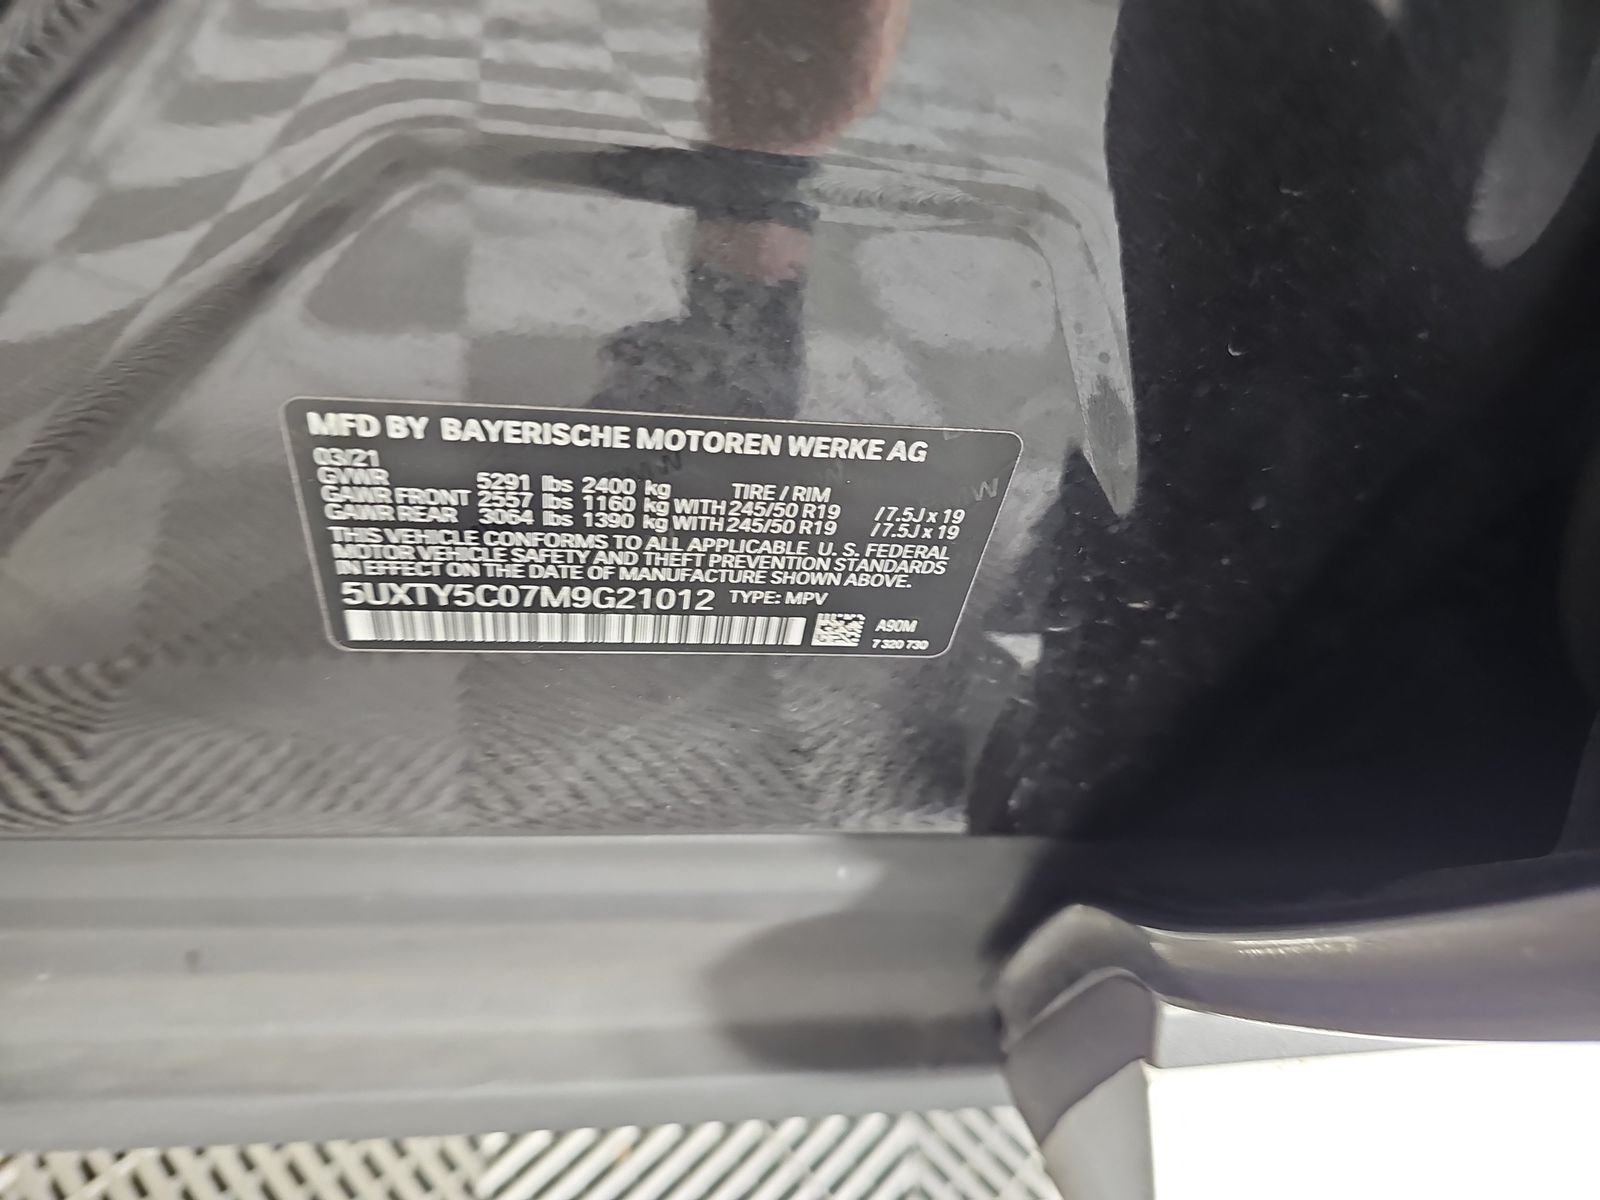 MFD BY BAYERISCHE MOTOREN WERKE AG
03/21
GVWR 5291 lbs 2400 kg TIRE / RIM
GAWR FRONT 2557 lbs 1160 kg WITH 245/50 R19 / 7.5J x 19
GAWR REAR 3064 lbs 1390 kg WITH 245/50 R19 / 7.5J x 19
THIS VEHICLE CONFORMS TO ALL APPLICABLE U. S. FEDERAL
MOTOR VEHICLE SAFETY AND THEFT PREVENTION STANDARDS
IN EFFECT ON THE DATE OF MANUFACTURE SHOWN ABOVE.
5UXTY5C07M9G21012 TYPE: MPV
A90M
7 320 730